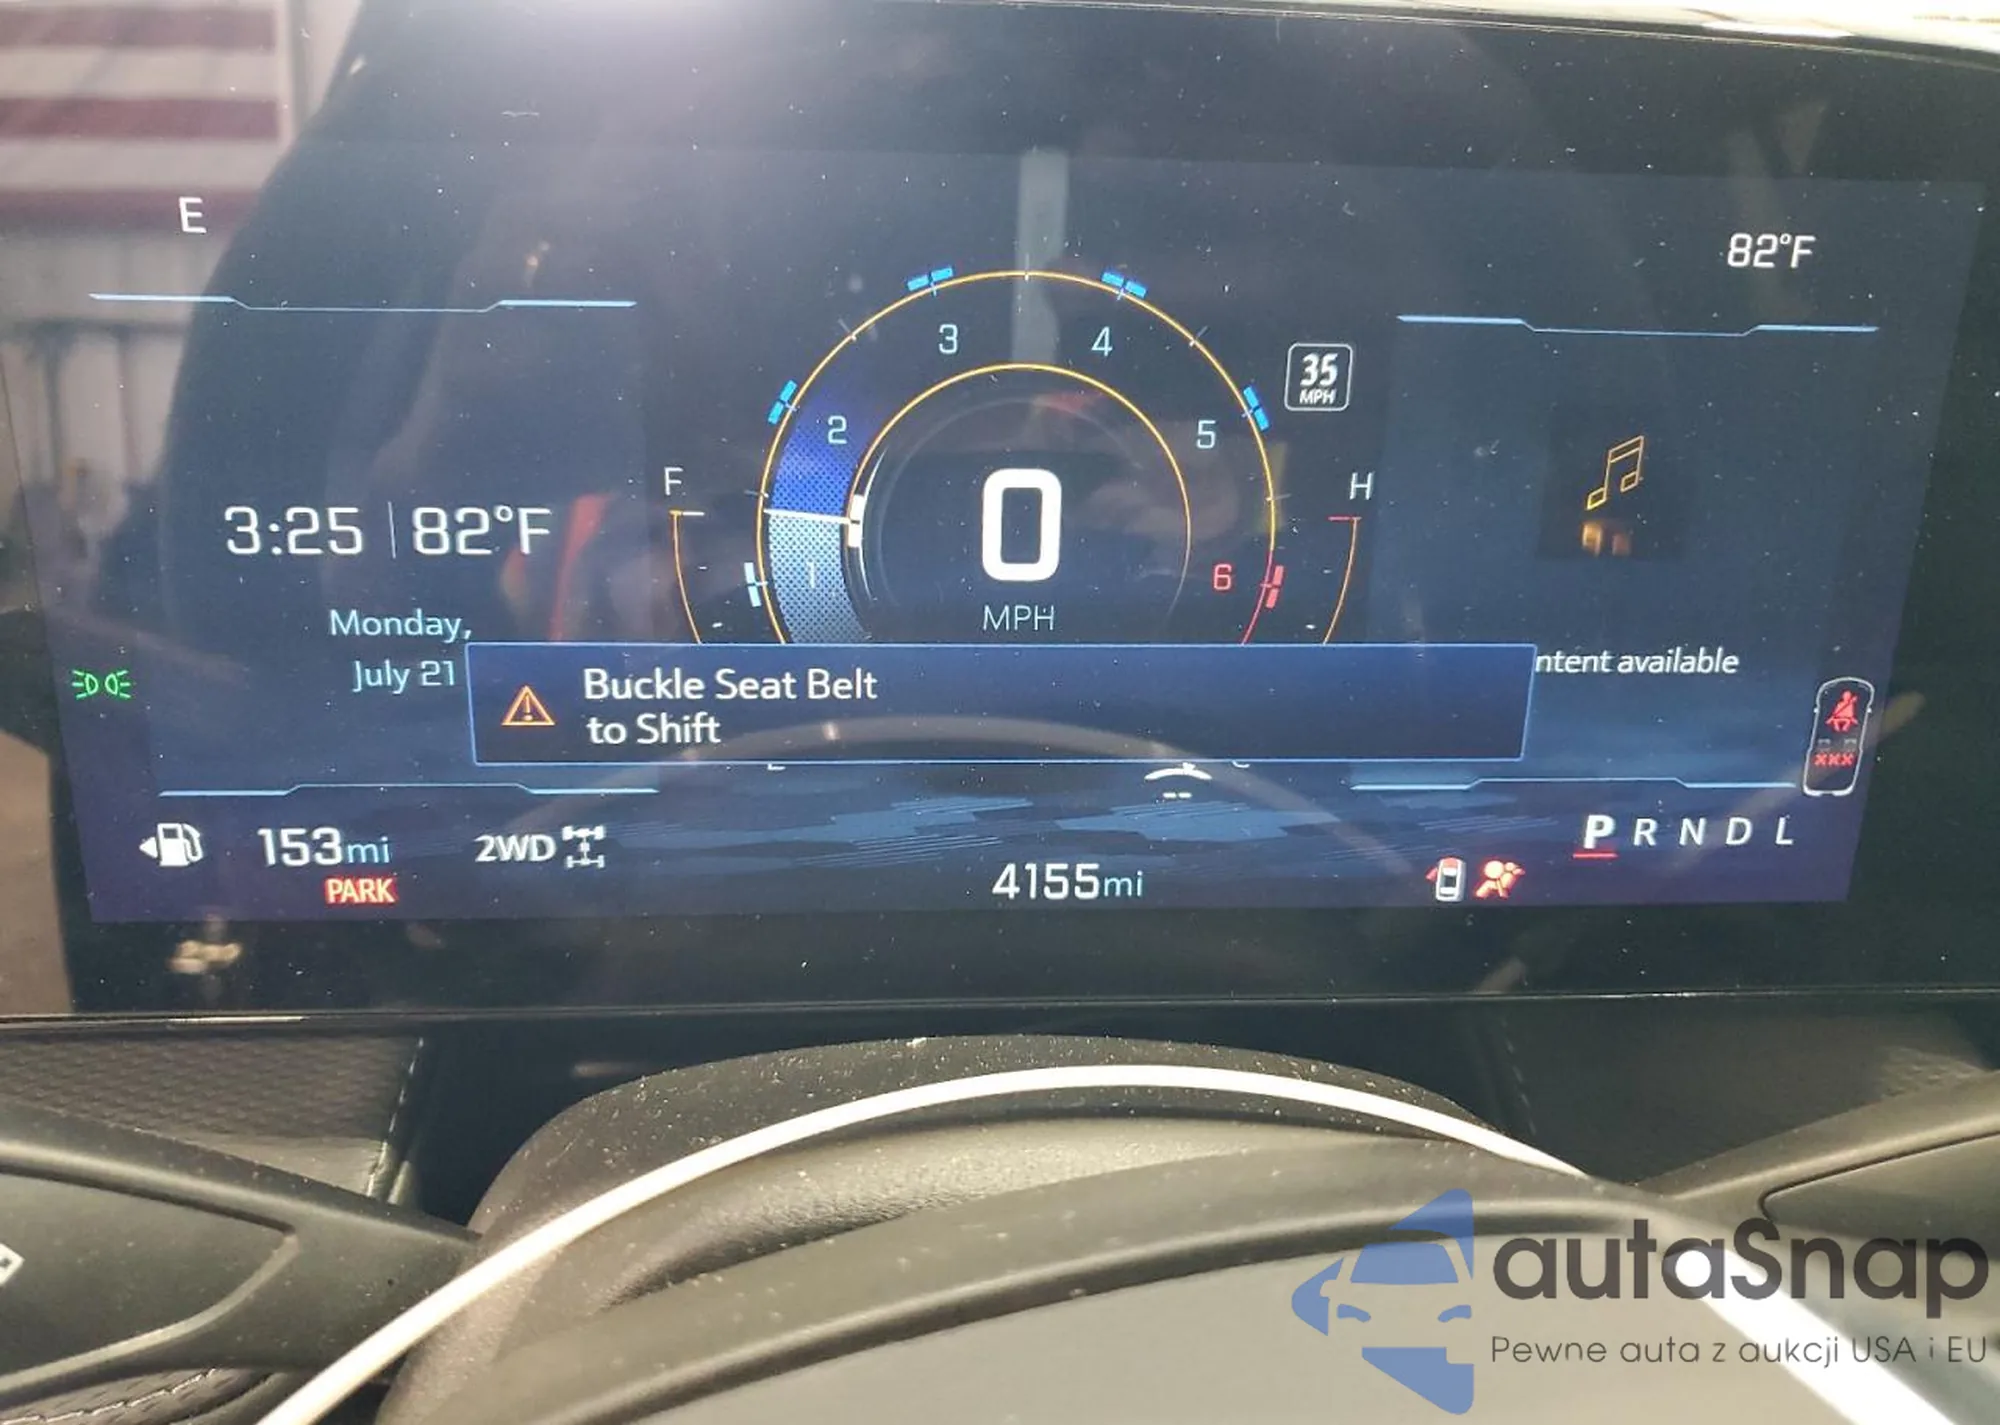 E
82°F
3
4
35
MPH
2
5
F
H
3:25 82°F
0
1
6
MPH
Monday,
July 21
ntent available
Buckle Seat Belt
to Shift
153mi
2WD
P R N D L
PARK
4155mi
autaSnap
Pewne auta z aukcji USA i EU